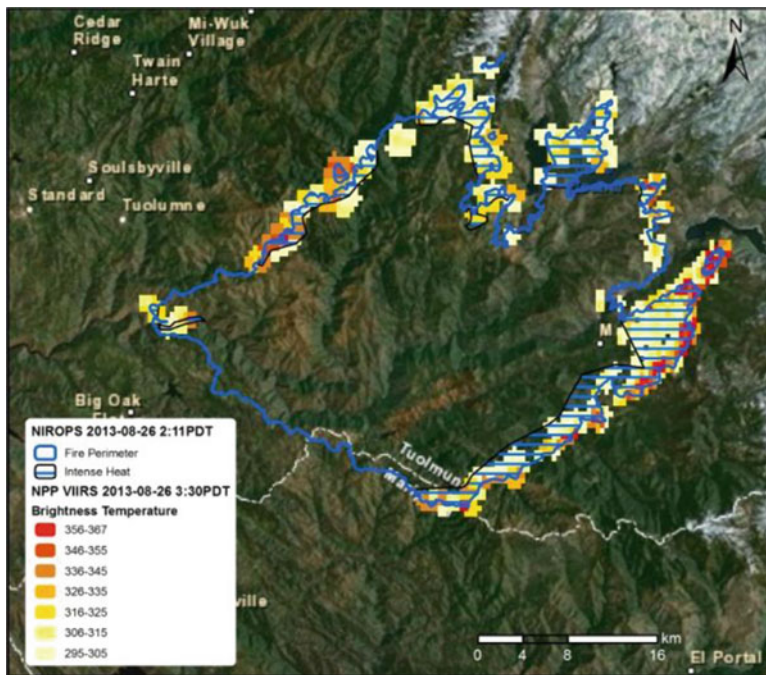 Cedar
Ridge
Mi-Wuk
Village
N
Twain
Harte
Soulsbyville
Standard
Tuolumne
M
Big Oak
NIROPS 2013-08-26 2:11PDT
Fire Perimeter
Intense Heat
NPP VIIRS 2013-08-26 3:30PDT
Brightness Temperature
356-367
346-355
336-345
326-335
316-325
306-315
295-305
Tuolumn
ville
km
0 4 8 16
El Portal